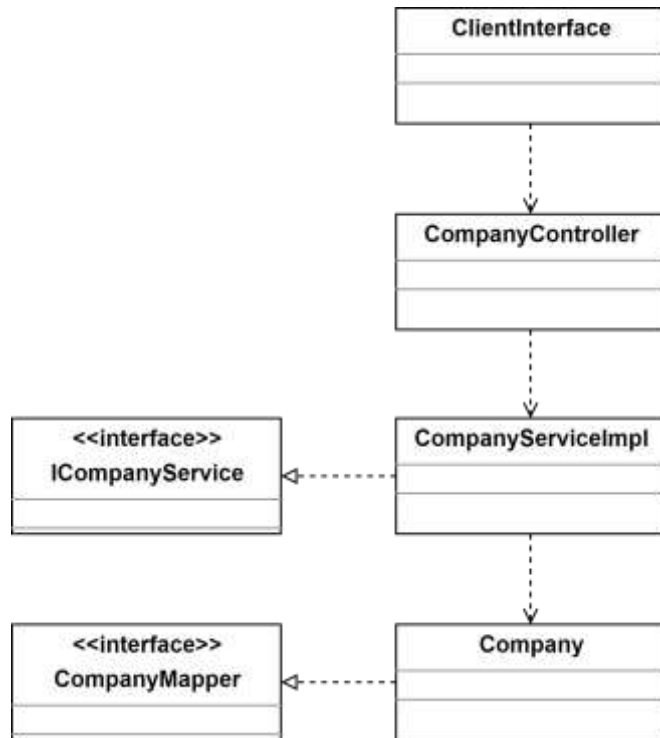 ClientInterface
CompanyController
<<interface>>
ICompanyService
CompanyServiceImpl
<<interface>>
CompanyMapper
Company